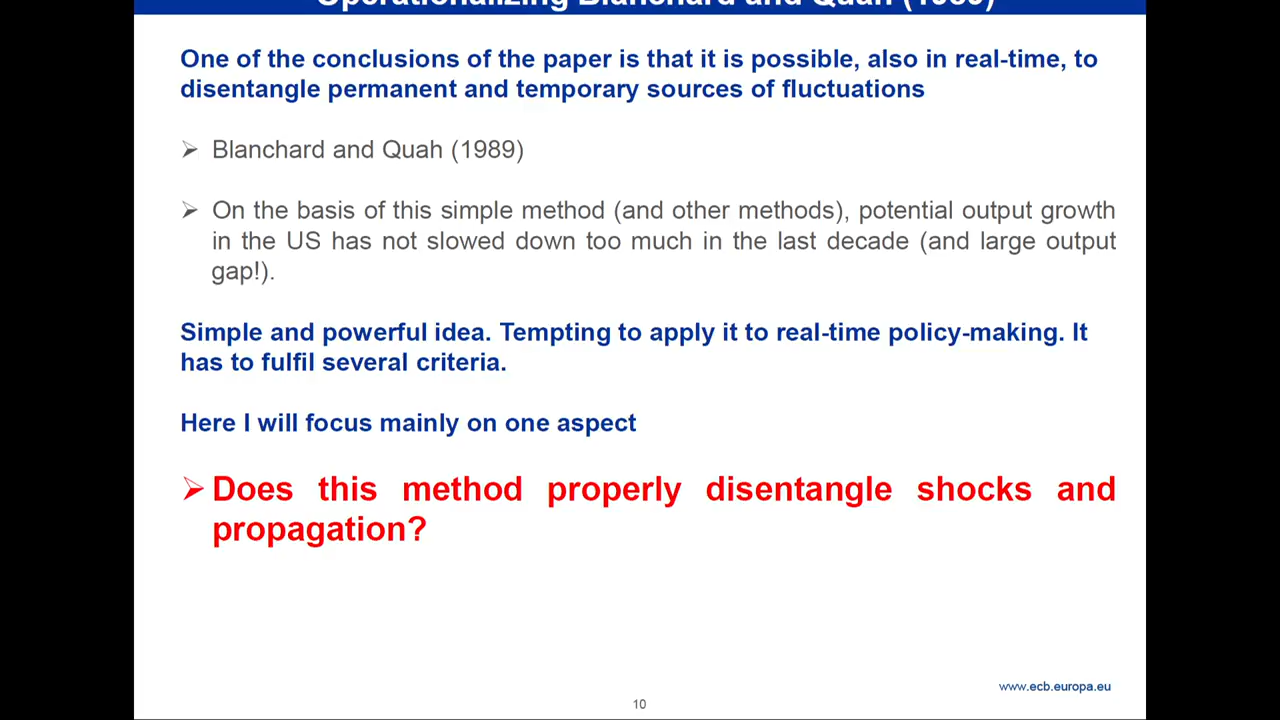 Operationalizing Blanchard and Quah (1989)
One of the conclusions of the paper is that it is possible, also in real-time, to
disentangle permanent and temporary sources of fluctuations
➢ Blanchard and Quah (1989)
➢ On the basis of this simple method (and other methods), potential output growth
in the US has not slowed down too much in the last decade (and large output
gap!).
Simple and powerful idea. Tempting to apply it to real-time policy-making. It
has to fulfil several criteria.
Here I will focus mainly on one aspect
➢ Does this method properly disentangle shocks and
propagation?
www.ecb.europa.eu
10